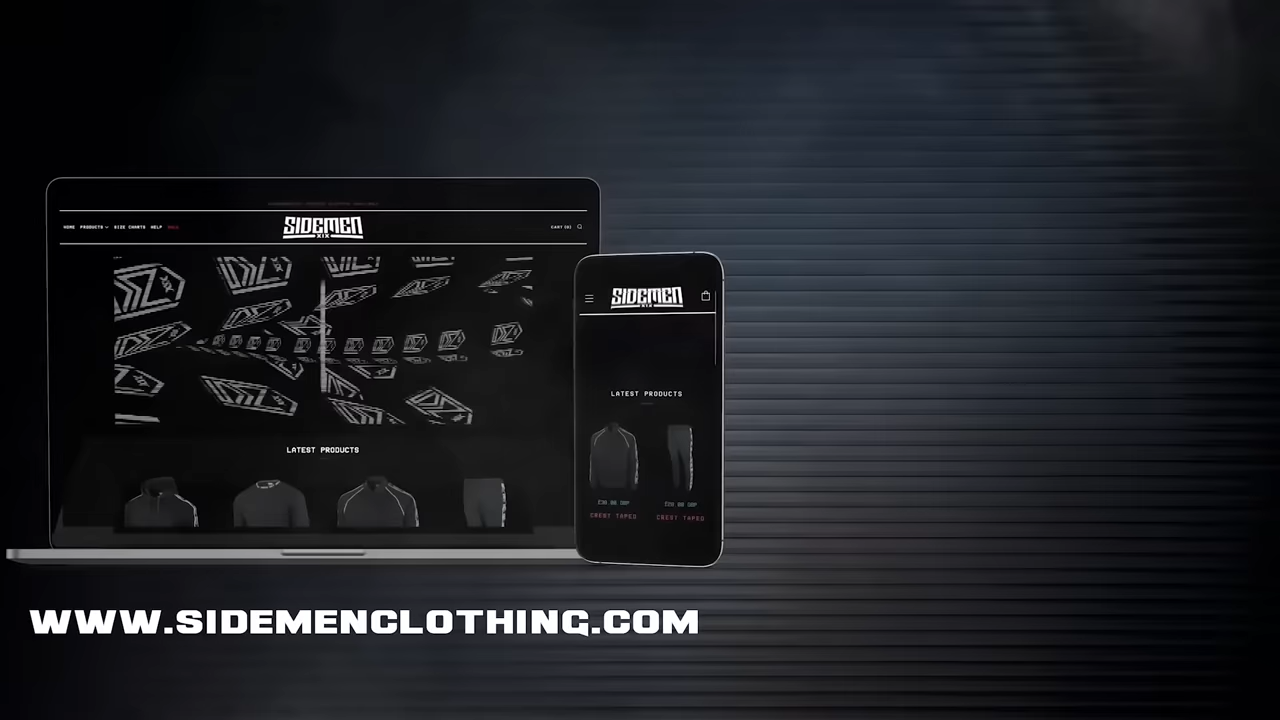 HOME PRODUCTS SIZE CHARTS HELP SALE
SIDEMEN
XIX
CART (0)
LATEST PRODUCTS
SIDEMEN
XIX
LATEST PRODUCTS
CREST TAPED
CREST TAPED
WWW.SIDEMENCLOTHING.COM